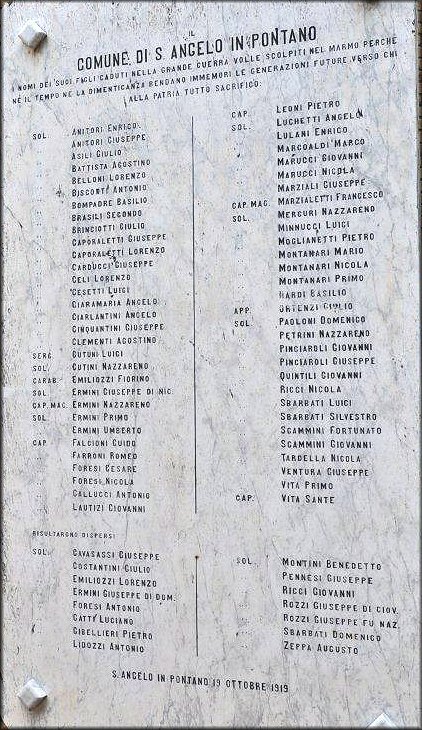 IL
COMUNE DI S. ANGELO IN PONTANO
I NOMI DEI SUOI FIGLI CADUTI NELLA GRANDE GUERRA VOLLE SCOLPITI NEL MARMO PERCHÈ
NÈ IL TEMPO NÈ LA DIMENTICANZA RENDANO IMMEMORI LE GENERAZIONI FUTURE VERSO CHI
ALLA PATRIA TUTTO SACRIFICÒ
SOL. ANITORI ENRICO
ANITORI GIUSEPPE
ASILI GIULIO
BATTISTA AGOSTINO
BELLONI LORENZO
BISCONTI ANTONIO
BOMPADRE BASILIO
BRASILI SECONDO
BRINCIOTTI GIULIO
CAPORALETTI GIUSEPPE
CAPORALETTI LORENZO
CARDUCCI GIUSEPPE
CELI LORENZO
CESETTI LUIGI
CIARAMARIA ANGELO
CIARLANTINI ANGELO
CINQUANTINI GIUSEPPE
CLEMENTI AGOSTINO
SERG. CUTUNI LUIGI
SOL. CUTINI NAZZARENO
CARAB. EMILIOZZI FIORINO
SOL. ERMINI GIUSEPPE DI NIC.
CAP. MAG. ERMINI NAZZARENO
SOL. ERMINI PRIMO
ERMINI UMBERTO
CAP. FALCIONI GUIDO
FARRONI ROMEO
FORESI CESARE
FORESI NICOLA
GALLUCCI ANTONIO
LAUTIZI GIOVANNI
CAP. LEONI PIETRO
SOL. LUCHETTI ANGELO
LULANI ENRICO
MARCOALDI MARCO
MARUCCI GIOVANNI
MARUCCI NICOLA
MARZIALI GIUSEPPE
CAP. MAG. MARZIALETTI FRANCESCO
SOL. MERCURI NAZZARENO
MINNUCCI LUIGI
MOGLIANETTI PIETRO
MONTANARI MARIO
MONTANARI NICOLA
MONTANARI PRIMO
NARDI BASILIO
APP. ORTENZI GIULIO
SOL. PAOLONI DOMENICO
PETRINI NAZZARENO
PINCIAROLI GIOVANNI
PINCIAROLI GIUSEPPE
QUINTILI GIOVANNI
RICCI NICOLA
SBARBATI LUIGI
SBARBATI SILVESTRO
SCAMMINI FORTUNATO
SCAMMINI GIOVANNI
TARDELLA NICOLA
VENTURA GIUSEPPE
VITA PRIMO
CAP. VITA SANTE
RISULTARONO DISPERSI
SOL. CAVASASSI GIUSEPPE
COSTANTINI GIULIO
EMILIOZZI LORENZO
ERMINI GIUSEPPE DI DOM.
FORESI ANTONIO
GATTI LUCIANO
GIBELLIERI PIETRO
LIDOZZI ANTONIO
SOL. MONTINI BENEDETTO
PENNESI GIUSEPPE
RICCI GIOVANNI
ROZZI GIUSEPPE DI GIOV.
ROZZI GIUSEPPE FU NAZ.
SBARBATI DOMENICO
ZEPPA AUGUSTO
S. ANGELO IN PONTANO 19 OTTOBRE 1919